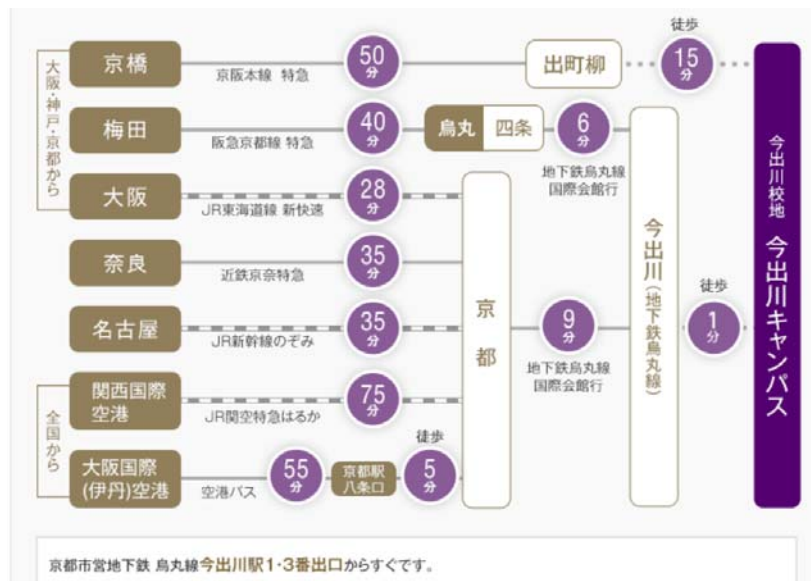 大阪・神戸・京都から
京橋
京阪本線 特急
50分
出町柳
徒歩
15分
梅田
阪急京都線 特急
40分
烏丸 四条
6分
地下鉄烏丸線
国際会館行
大阪
JR東海道線 新快速
28分
奈良
近鉄京奈特急
35分
名古屋
JR新幹線のぞみ
35分
全国から
関西国際
空港
JR関空特急はるか
75分
大阪国際
(伊丹)空港
空港バス
55分
京都駅
八条口
徒歩
5分
京都
9分
地下鉄烏丸線
国際会館行
今出川(地下鉄烏丸線)
徒歩
1分
今出川校地 今出川キャンパス
京都市営地下鉄 烏丸線今出川駅1・3番出口からすぐです。